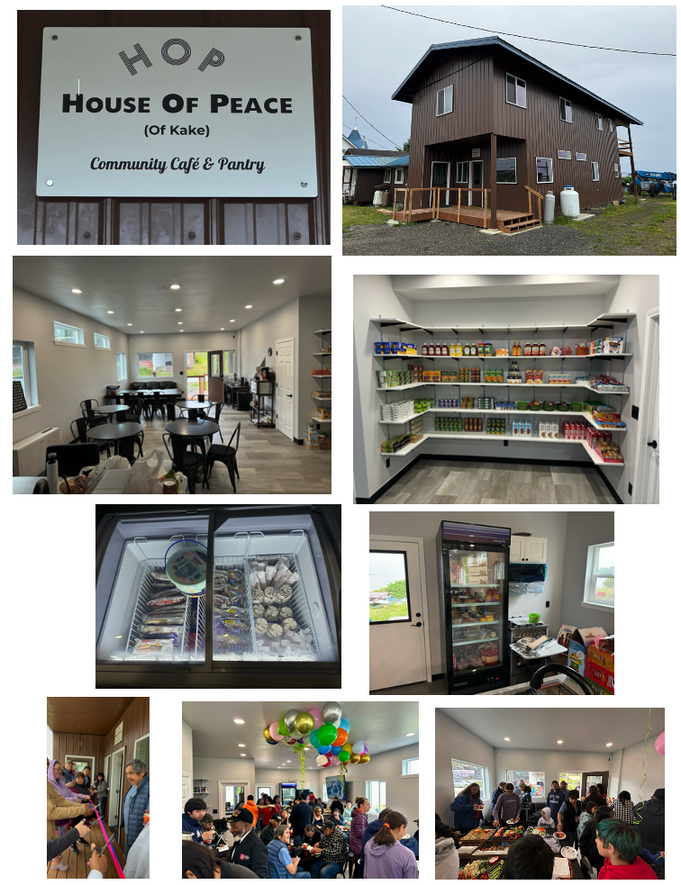 HOP
HOUSE OF PEACE
(Of Kake)
Community Café & Pantry